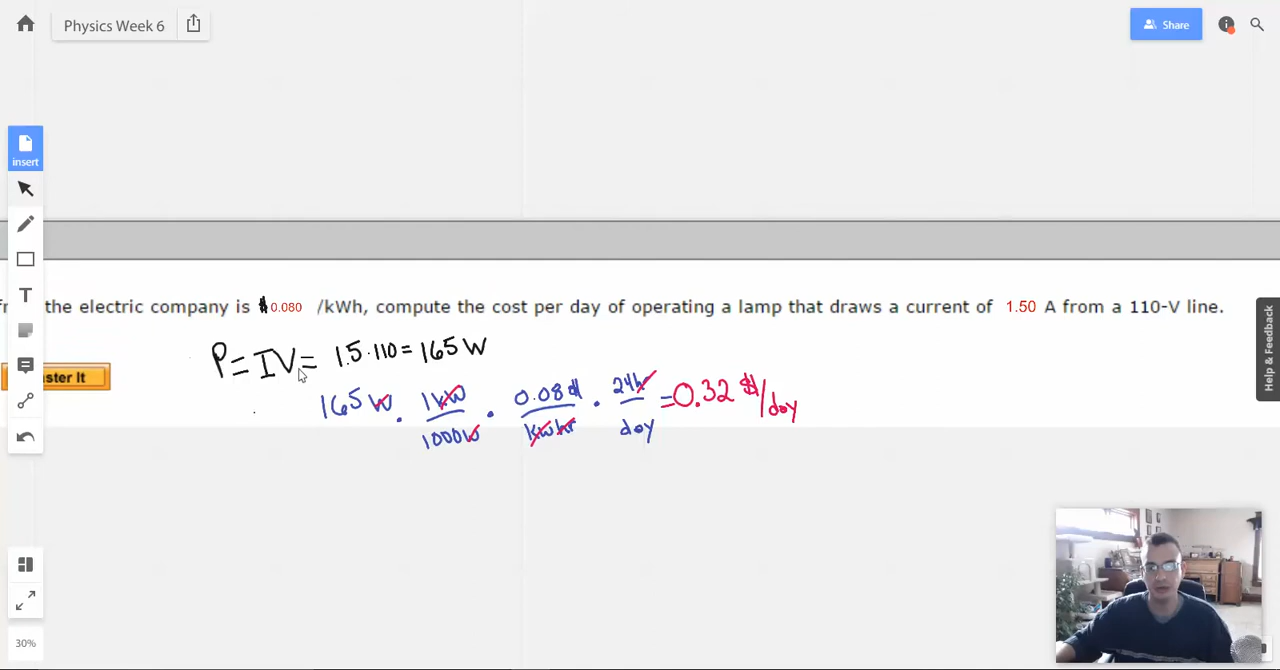 Physics Week 6
Share
insert
the electric company is $0.080 /kWh, compute the cost per day of operating a lamp that draws a current of 1.50 A from a 110-V line.
P = IV = 1.5·110 = 165 W
ster It
165 W · 1kW/1000W · 0.08$/kwhr · 24hr/day = 0.32 $/day
Help & Feedback
30%